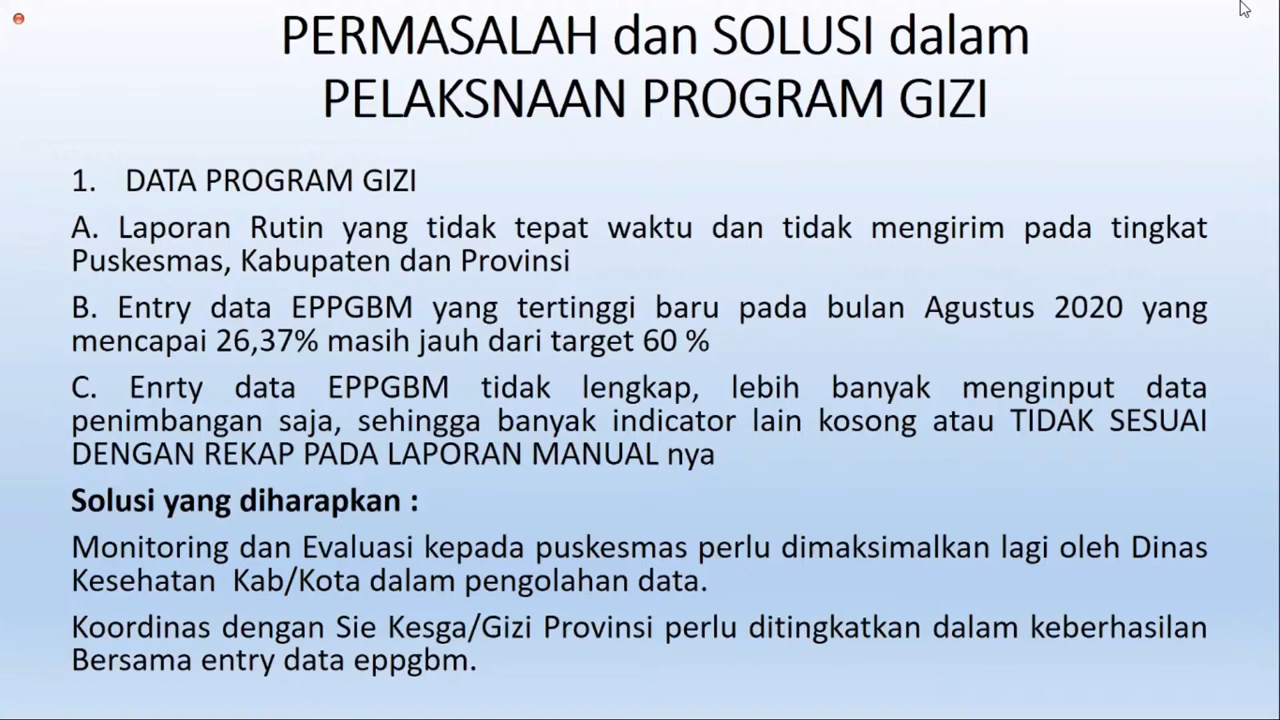 PERMASALAH dan SOLUSI dalam
PELAKSNAAN PROGRAM GIZI
1. DATA PROGRAM GIZI
A. Laporan Rutin yang tidak tepat waktu dan tidak mengirim pada tingkat
Puskesmas, Kabupaten dan Provinsi
B. Entry data EPPGBM yang tertinggi baru pada bulan Agustus 2020 yang
mencapai 26,37% masih jauh dari target 60 %
C. Enrty data EPPGBM tidak lengkap, lebih banyak menginput data
penimbangan saja, sehingga banyak indicator lain kosong atau TIDAK SESUAI
DENGAN REKAP PADA LAPORAN MANUAL nya
Solusi yang diharapkan :
Monitoring dan Evaluasi kepada puskesmas perlu dimaksimalkan lagi oleh Dinas
Kesehatan Kab/Kota dalam pengolahan data.
Koordinas dengan Sie Kesga/Gizi Provinsi perlu ditingkatkan dalam keberhasilan
Bersama entry data eppgbm.